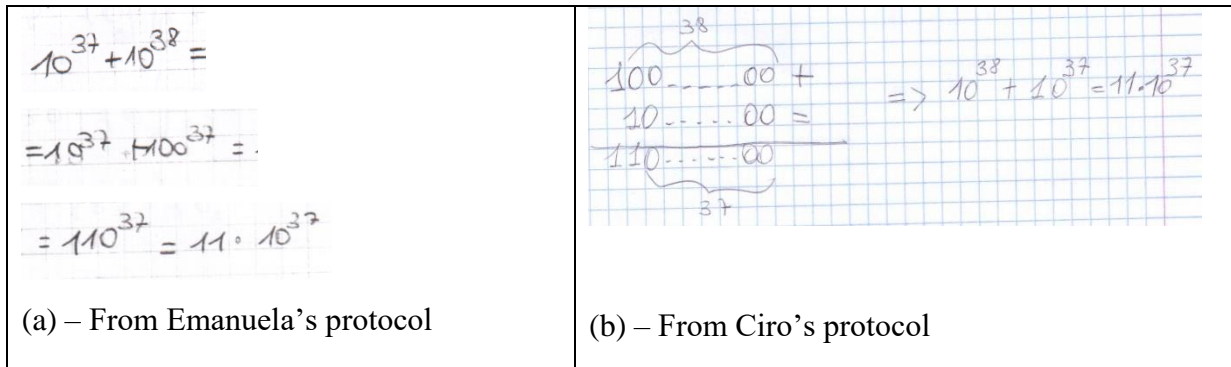 10^37 + 10^38 =
= 10^37 + 100^37 =
= 110^37 = 11 · 10^37
(a) – From Emanuela's protocol
38
100......00 +
10.....00 =
110......00
37
=> 10^38 + 10^37 = 11·10^37
(b) – From Ciro's protocol